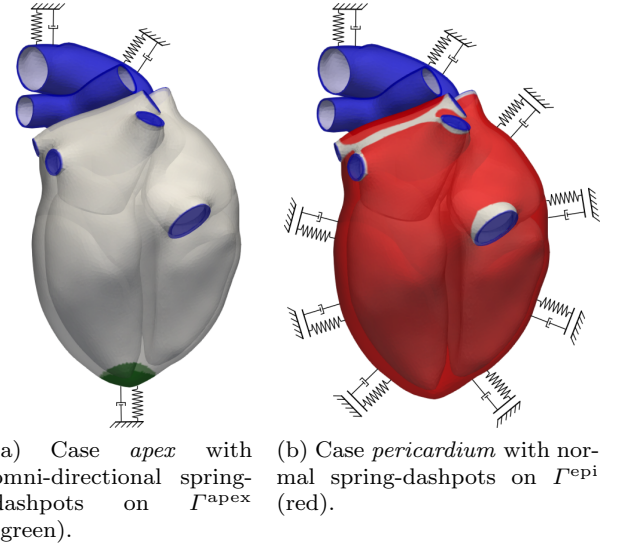 a) Case apex with
omni-directional spring-
dashpots on Γapex
green).
(b) Case pericardium with nor-
mal spring-dashpots on Γepi
(red).